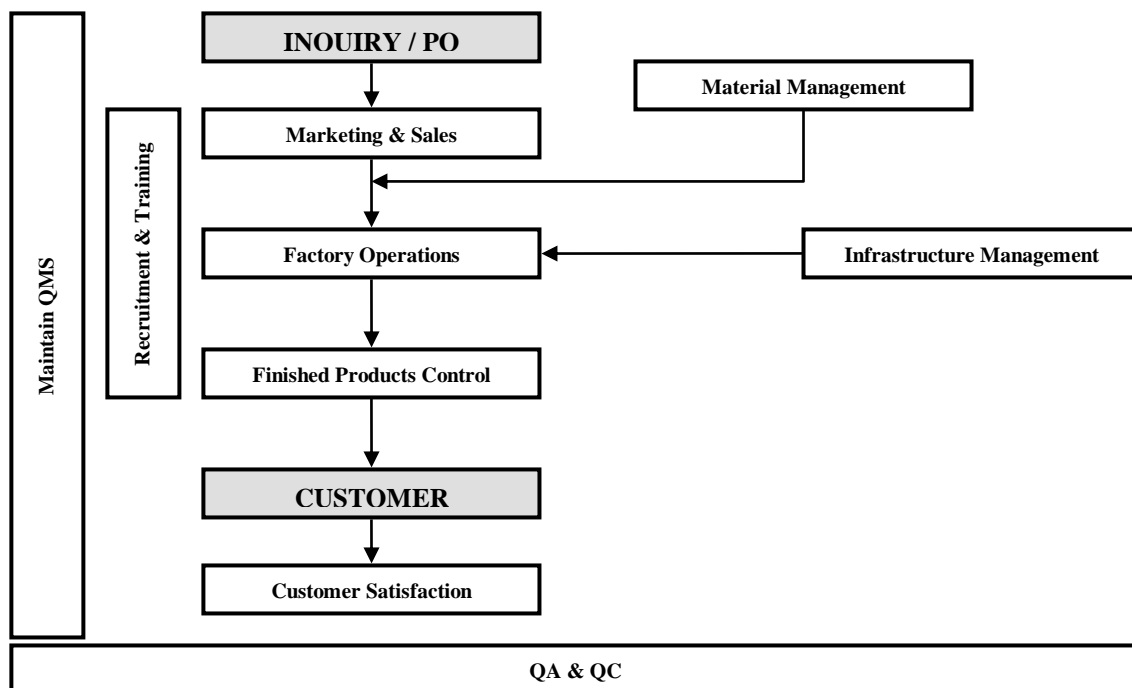 INOUIRY / PO
Material Management
Marketing & Sales
Recruitment & Training
Maintain QMS
Factory Operations
Infrastructure Management
Finished Products Control
CUSTOMER
Customer Satisfaction
QA & QC